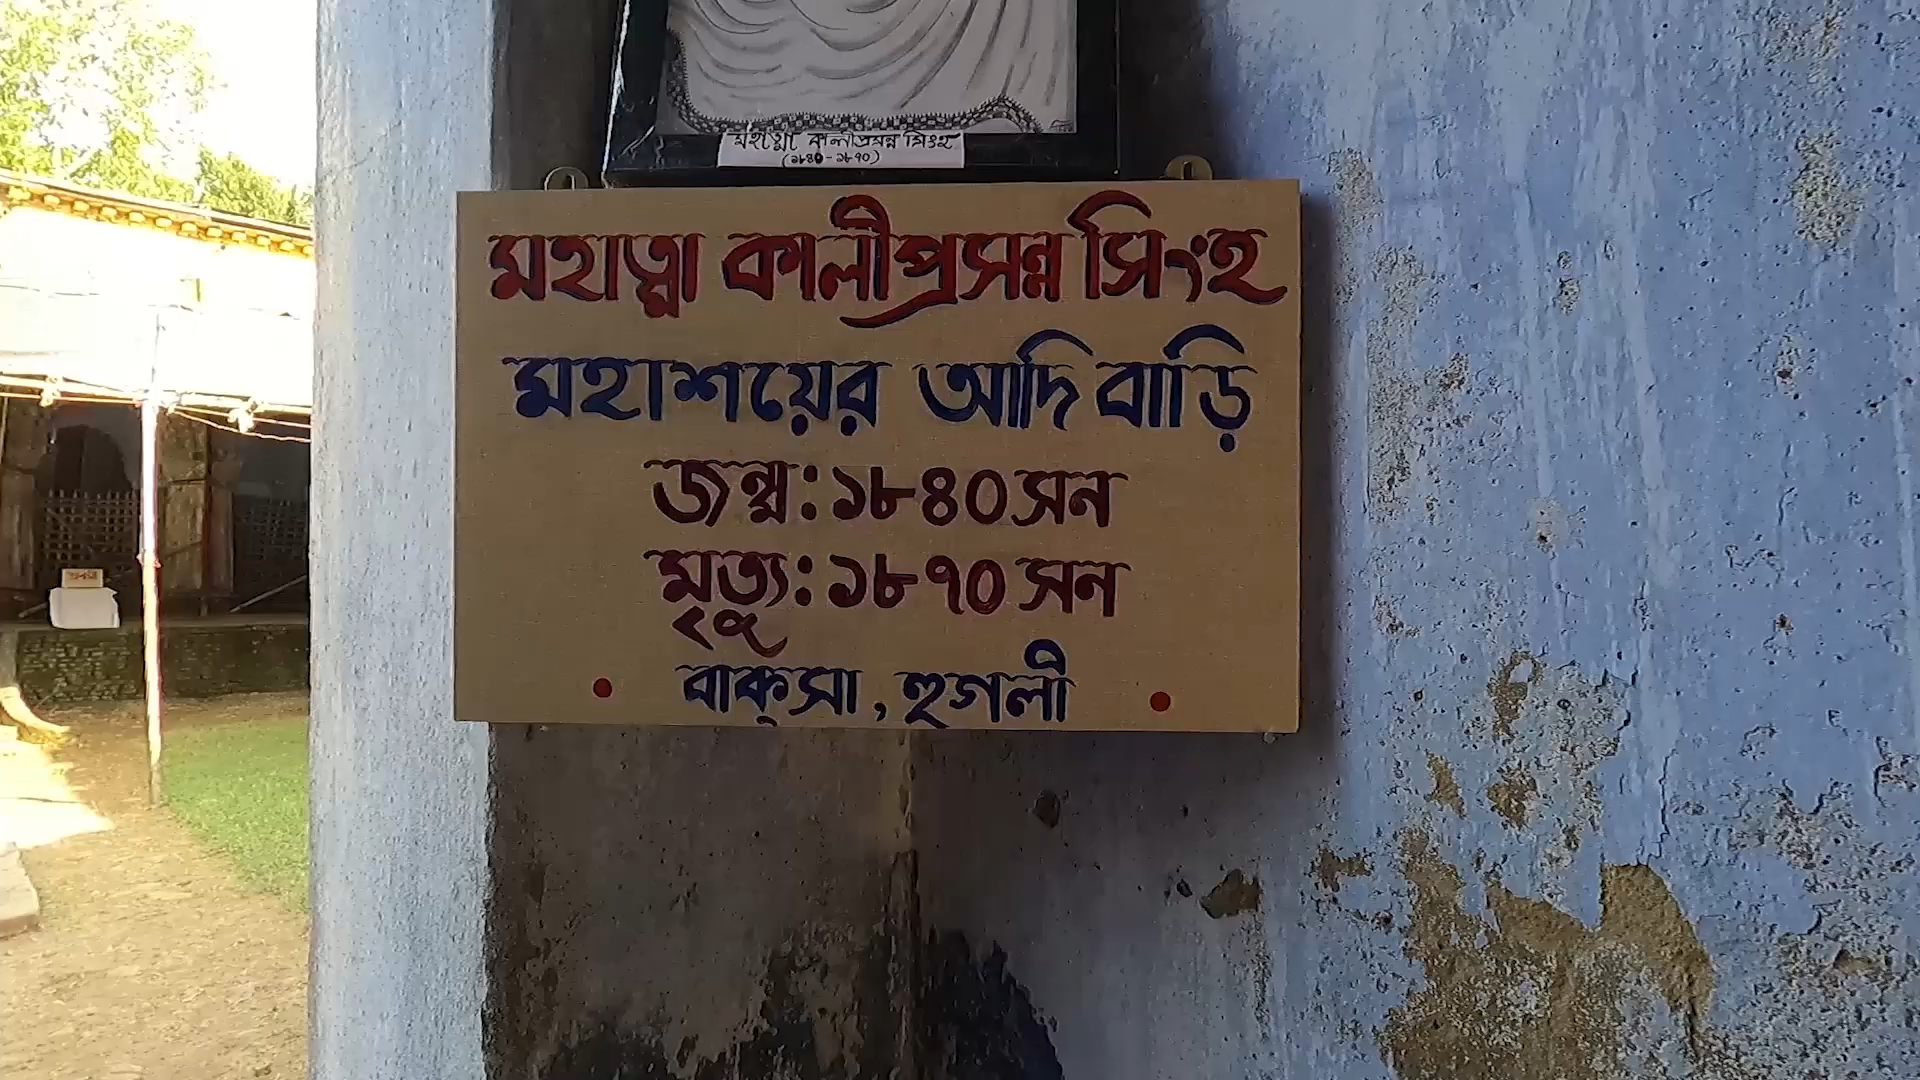 মহাত্মা কালীপ্রসন্ন সিংহ
(১৮৪০-১৮৭০)
মহাত্মা কালীপ্রসন্ন সিংহ
মহাশয়ের আদি বাড়ি
জন্ম : ১৮৪০ সন
মৃত্যু : ১৮৭০ সন
বাক্‌সা , হুগলী